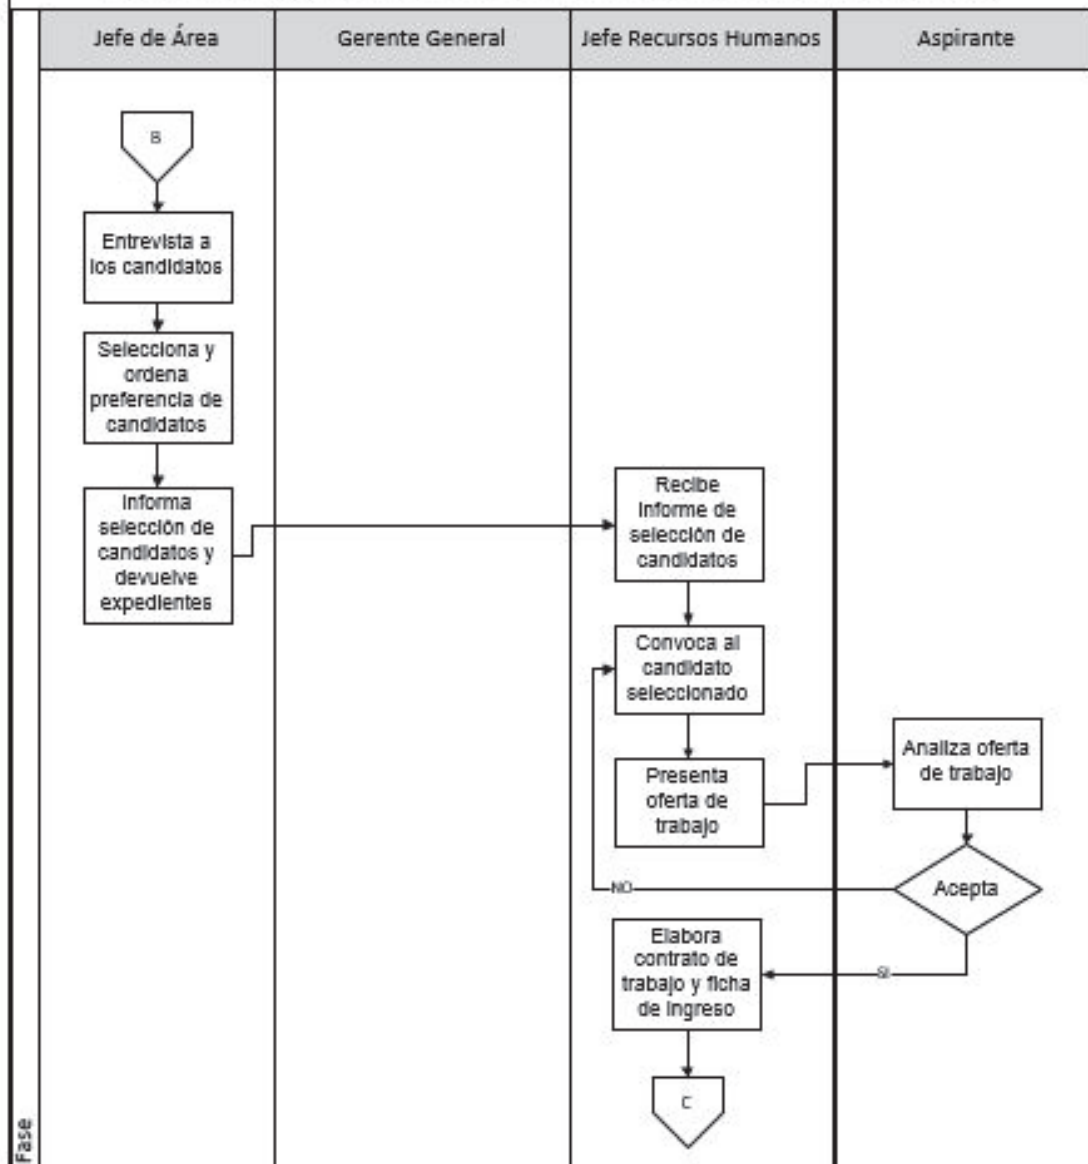 Jefe de Área
Gerente General
Jefe Recursos Humanos
Aspirante
B
Entrevista a
los candidatos
Selecciona y
ordena
preferencia de
candidatos
Informa
selección de
candidatos y
devuelve
expedientes
Recibe
informe de
selección de
candidatos
Convoca al
candidato
seleccionado
Presenta
oferta de
trabajo
Analiza oferta
de trabajo
Acepta
NO
SI
Elabora
contrato de
trabajo y ficha
de ingreso
C
Fase